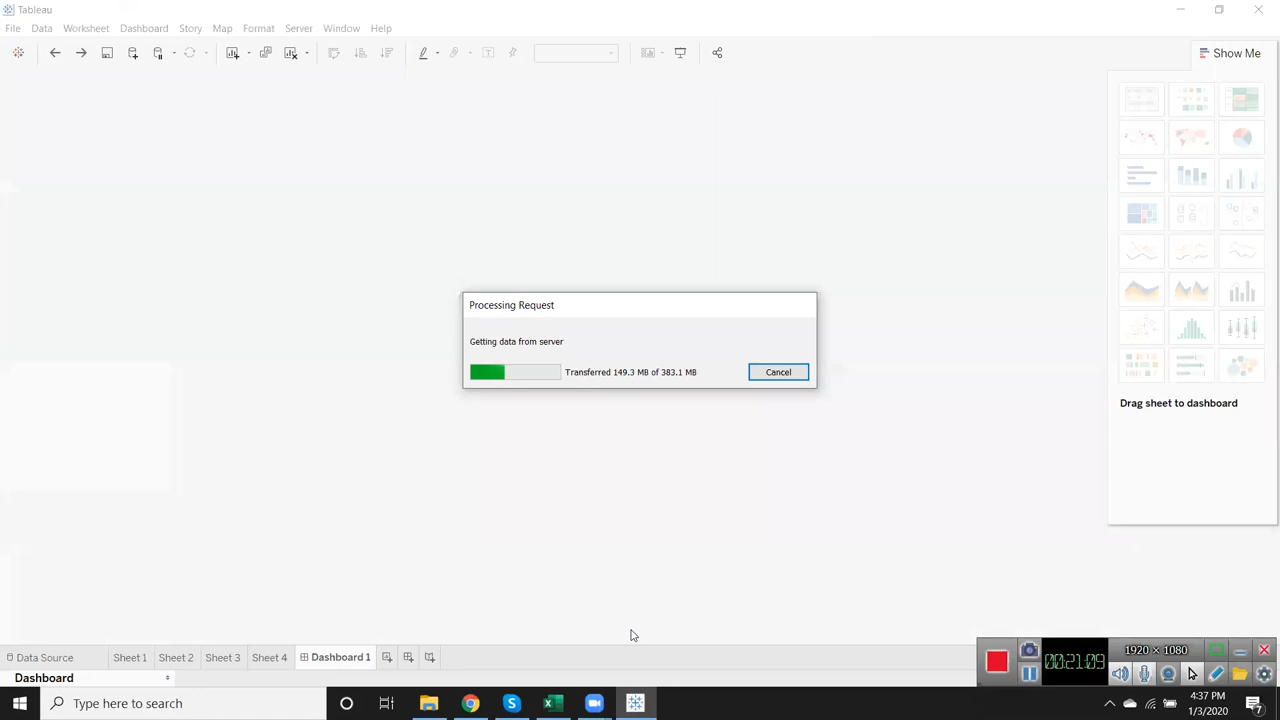 Tableau
File Data Worksheet Dashboard Story Map Format Server Window Help
Show Me
Processing Request
Getting data from server
Transferred 149.3 MB of 383.1 MB Cancel
Drag sheet to dashboard
Data Source Sheet 1 Sheet 2 Sheet 3 Sheet 4 Dashboard 1
Dashboard
1920 × 1080
00:21:09
Type here to search
4:37 PM
1/3/2020
7